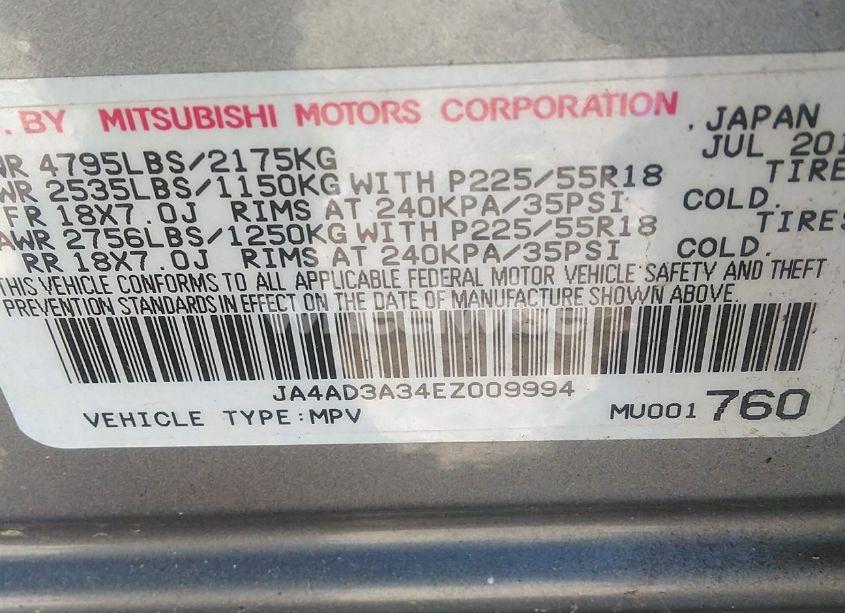 . BY MITSUBISHI MOTORS CORPORATION
, JAPAN
WR 4795LBS/2175KG
JUL 201
WR 2535LBS/1150KG WITH P225/55R18 TIRES
FR 18X7.0J RIMS AT 240KPA/35PSI COLD.
AWR 2756LBS/1250KG WITH P225/55R18 TIRES
RR 18X7.0J RIMS AT 240KPA/35PSI COLD.
THIS VEHICLE CONFORMS TO ALL APPLICABLE FEDERAL MOTOR VEHICLE SAFETY AND THEFT
PREVENTION STANDARDS IN EFFECT ON THE DATE OF MANUFACTURE SHOWN ABOVE.
JA4AD3A34EZ009994
VEHICLE TYPE:MPV
MU001 760